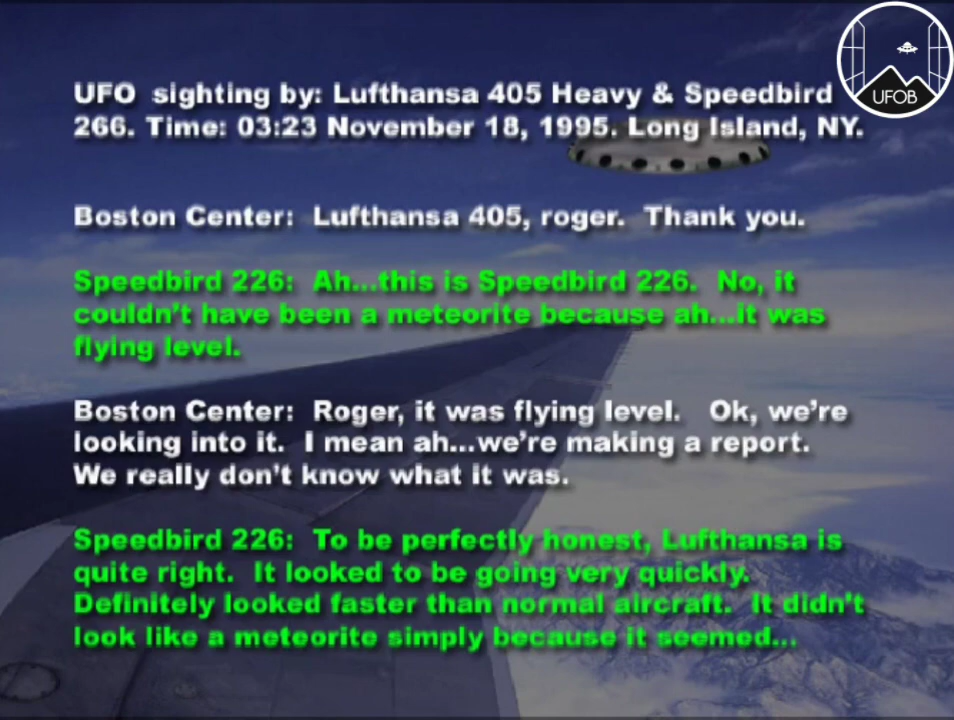 UFOB
UFO sighting by: Lufthansa 405 Heavy & Speedbird
266. Time: 03:23 November 18, 1995. Long Island, NY.
Boston Center: Lufthansa 405, roger. Thank you.
Speedbird 226: Ah...this is Speedbird 226. No, it
couldn't have been a meteorite because ah...it was
flying level.
Boston Center: Roger, it was flying level. Ok, we're
looking into it. I mean ah...we're making a report.
We really don't know what it was.
Speedbird 226: To be perfectly honest, Lufthansa is
quite right. It looked to be going very quickly.
Definitely looked faster than normal aircraft. It didn't
look like a meteorite simply because it seemed...